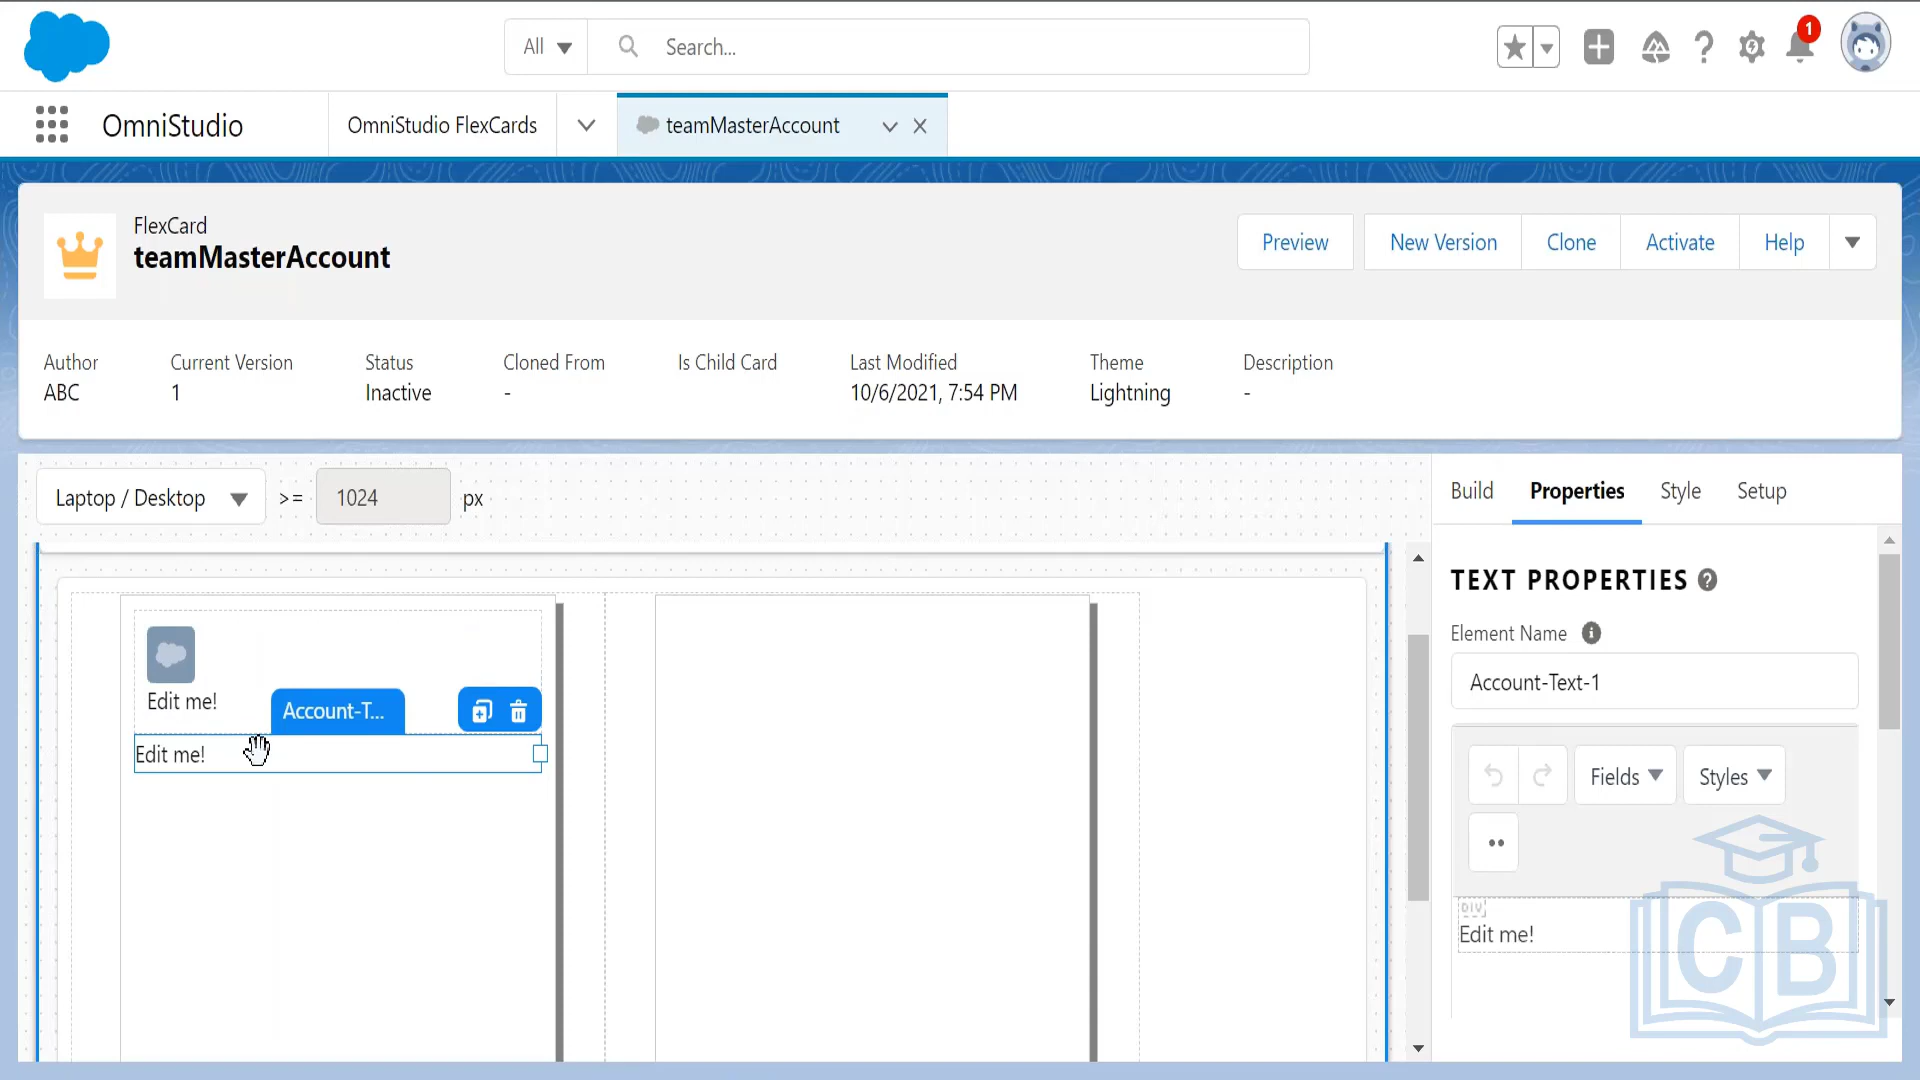 All
Search...
1
OmniStudio
OmniStudio FlexCards
teamMasterAccount
FlexCard
teamMasterAccount
Preview
New Version
Clone
Activate
Help
Author
Current Version
Status
Cloned From
Is Child Card
Last Modified
Theme
Description
ABC
1
Inactive
-
10/6/2021, 7:54 PM
Lightning
-
Laptop / Desktop
>=
1024
px
Build
Properties
Style
Setup
TEXT PROPERTIES
Element Name
Account-Text-1
Edit me!
Account-T...
Edit me!
Fields
Styles
DIV
Edit me!
CB